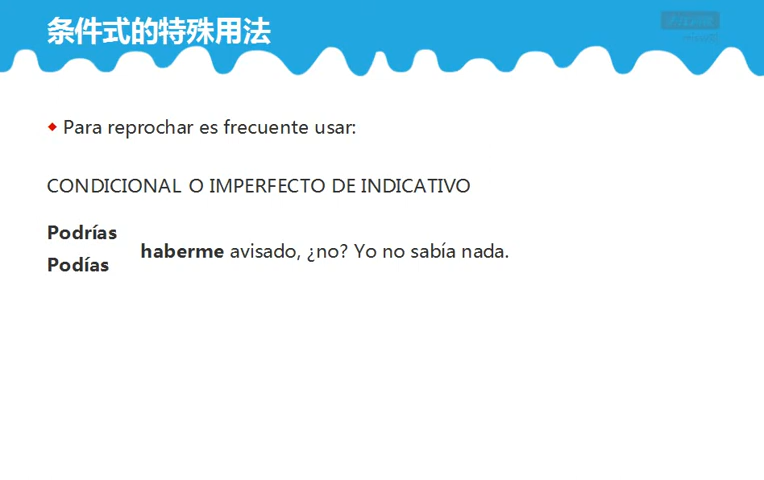 条件式的特殊用法
◆ Para reprochar es frecuente usar:
CONDICIONAL O IMPERFECTO DE INDICATIVO
Podrías
Podías
haberme avisado, ¿no? Yo no sabía nada.